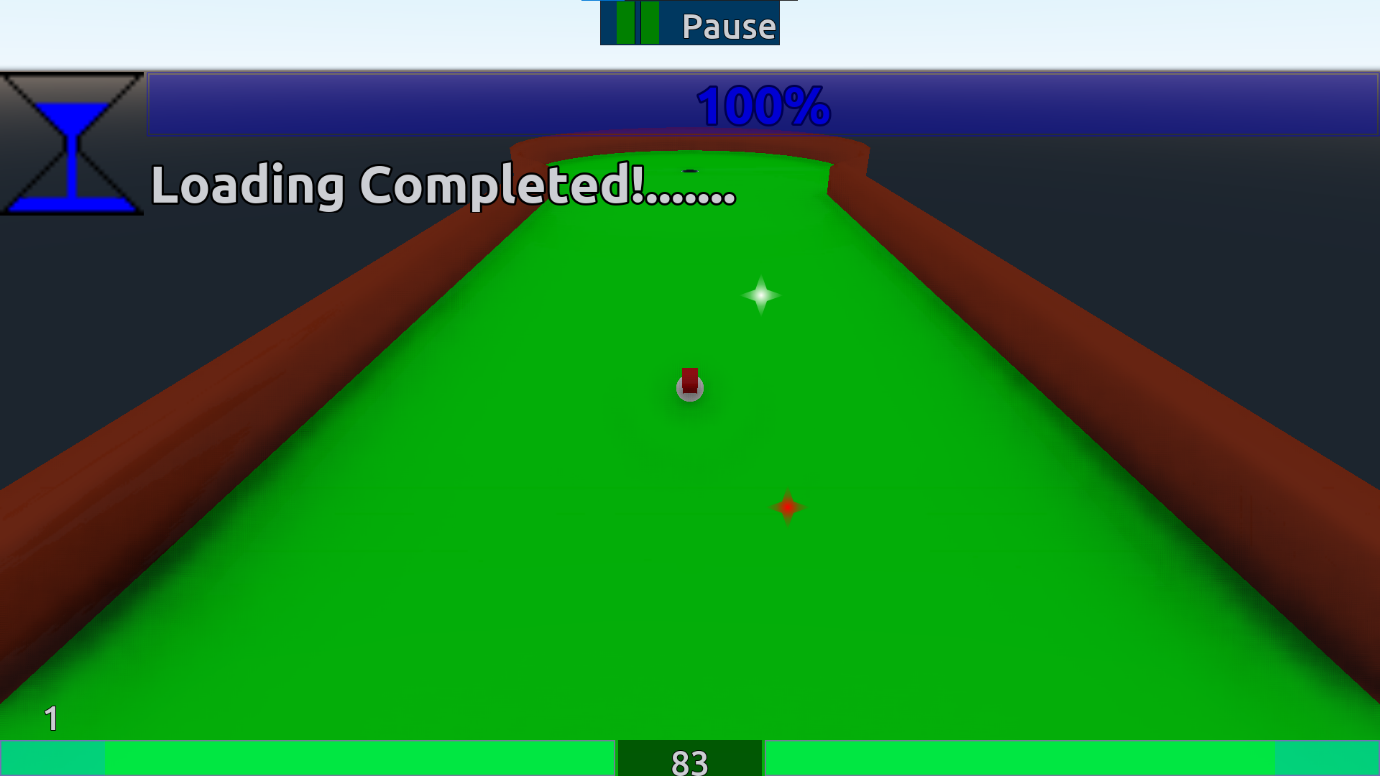 Pause
100%
Loading Completed!.......
1
83